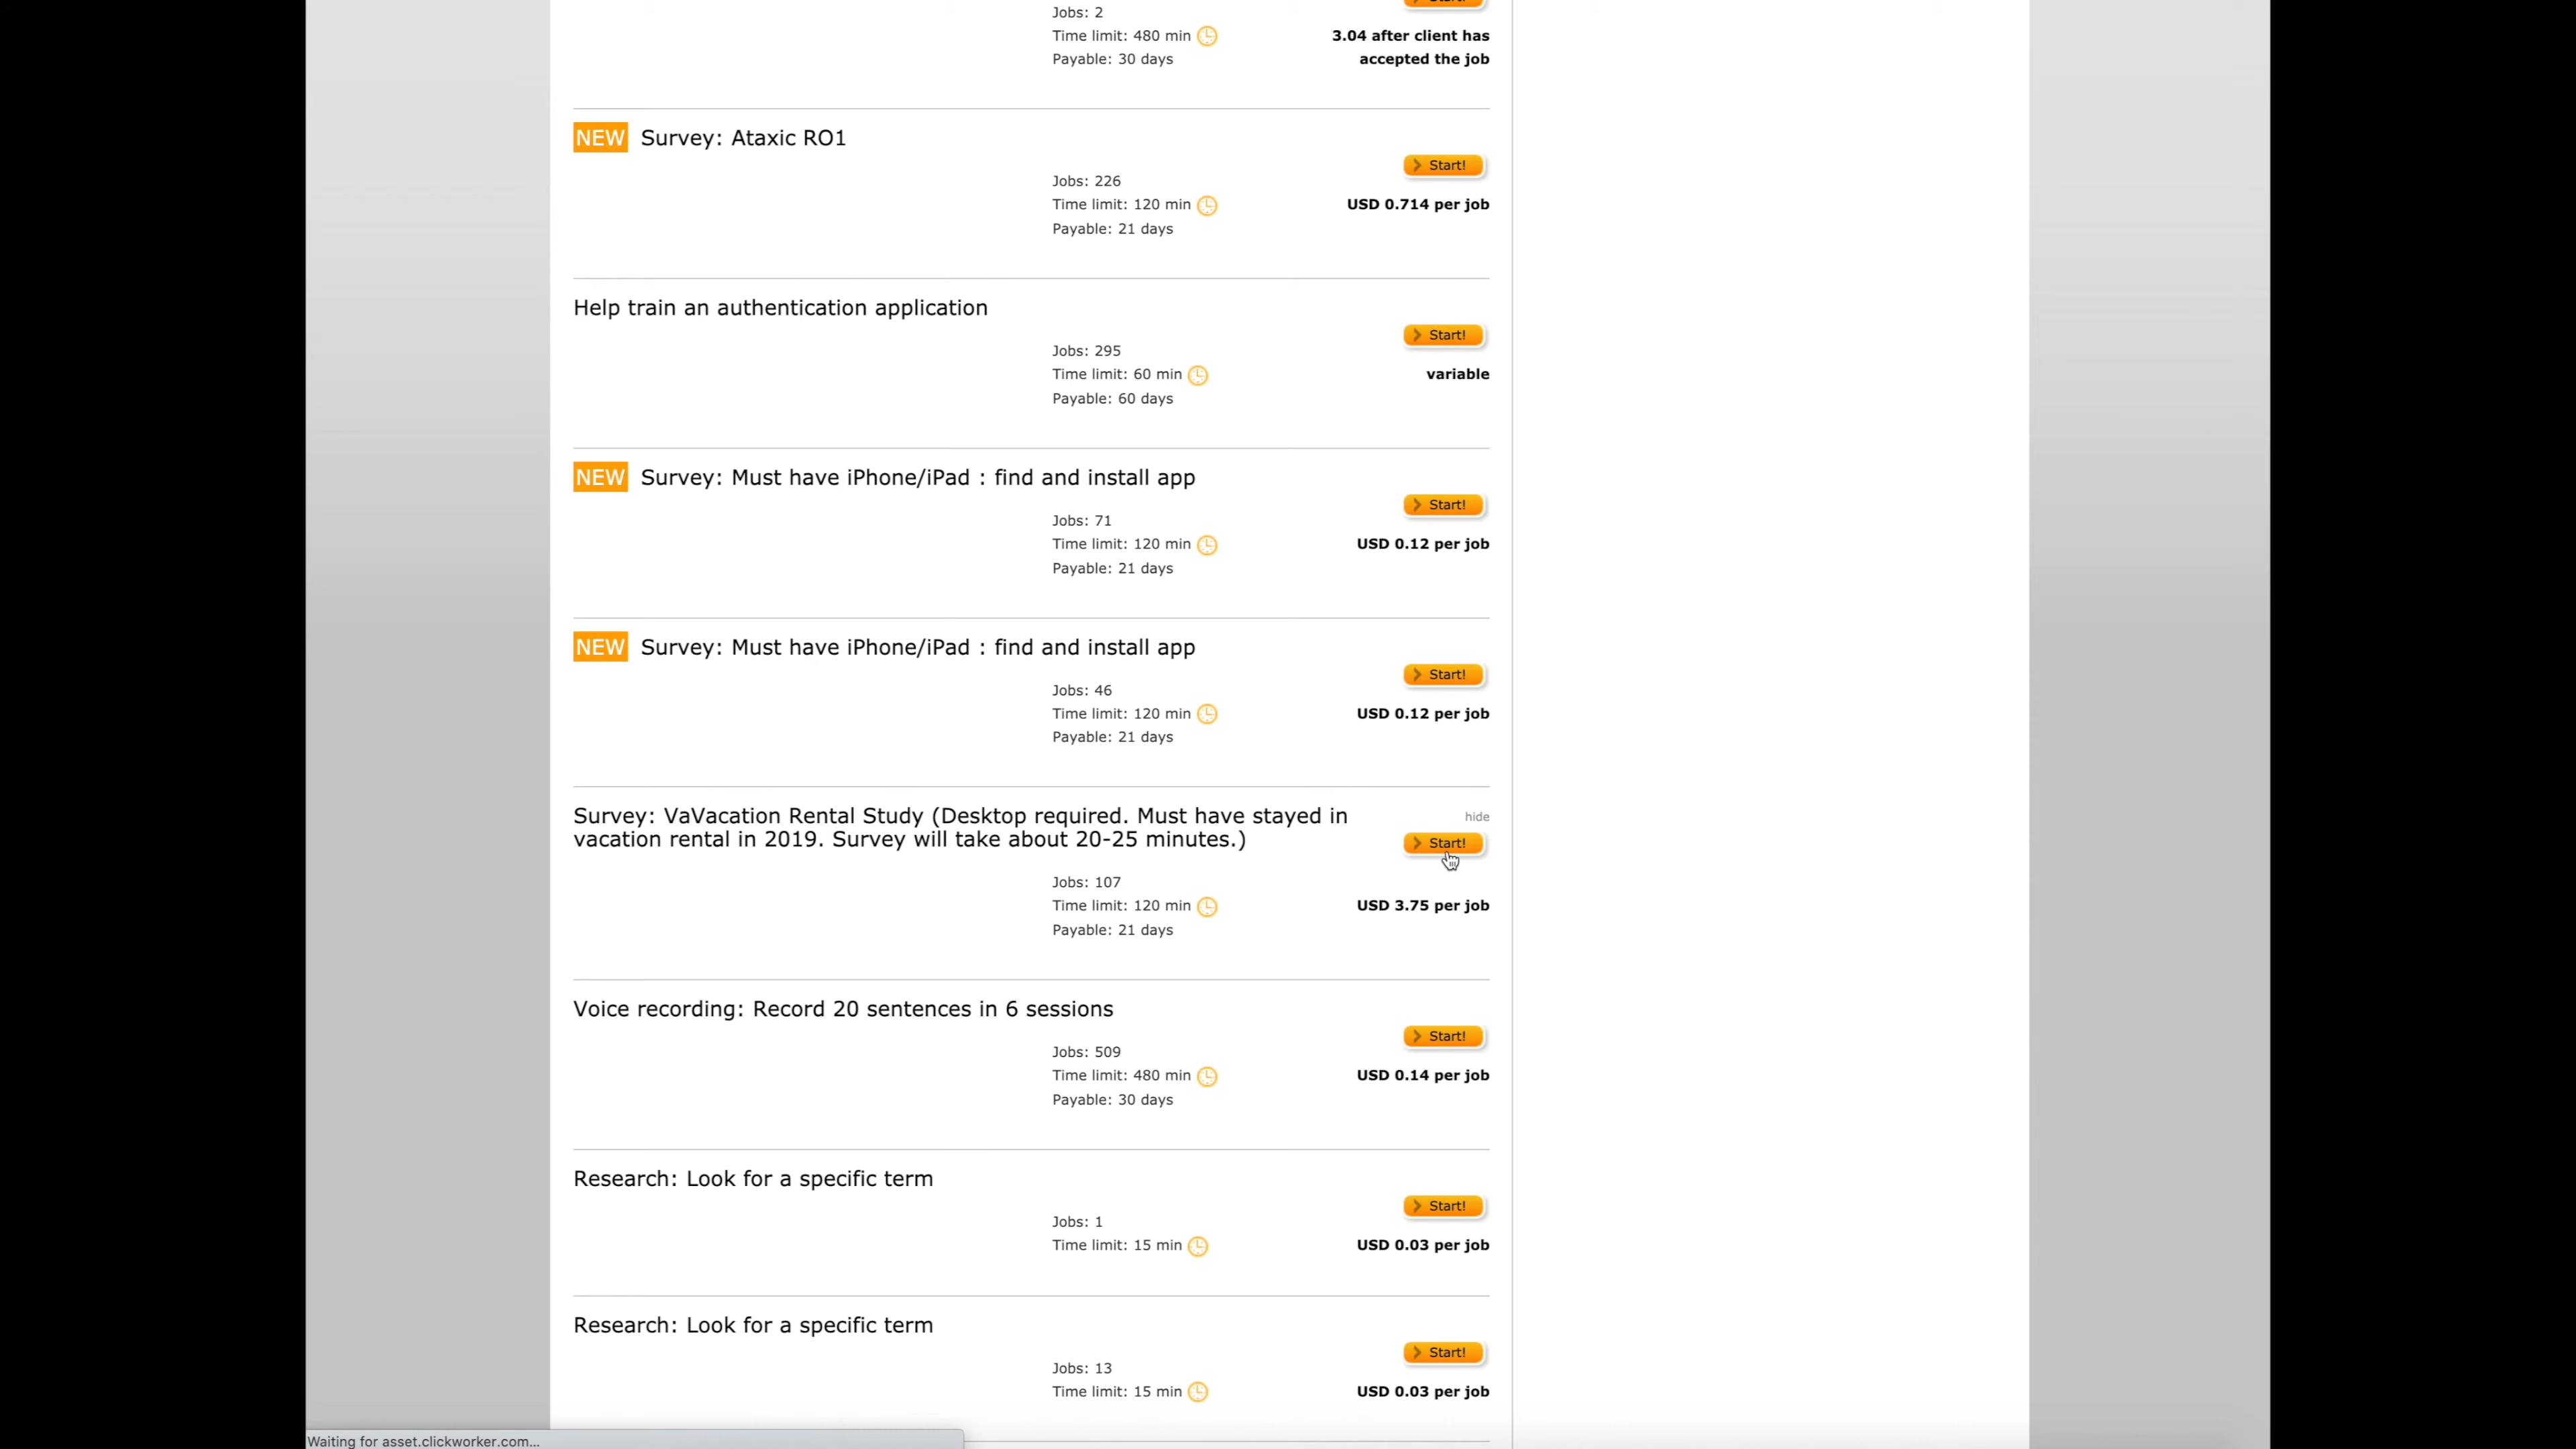 Start!
Jobs: 2
Time limit: 480 min
3.04 after client has
Payable: 30 days
accepted the job
NEW Survey: Ataxic RO1
Start!
Jobs: 226
Time limit: 120 min
USD 0.714 per job
Payable: 21 days
Help train an authentication application
Start!
Jobs: 295
Time limit: 60 min
variable
Payable: 60 days
NEW Survey: Must have iPhone/iPad : find and install app
Start!
Jobs: 71
Time limit: 120 min
USD 0.12 per job
Payable: 21 days
NEW Survey: Must have iPhone/iPad : find and install app
Start!
Jobs: 46
Time limit: 120 min
USD 0.12 per job
Payable: 21 days
Survey: VaVacation Rental Study (Desktop required. Must have stayed in
vacation rental in 2019. Survey will take about 20-25 minutes.)
hide
Start!
Jobs: 107
Time limit: 120 min
USD 3.75 per job
Payable: 21 days
Voice recording: Record 20 sentences in 6 sessions
Start!
Jobs: 509
Time limit: 480 min
USD 0.14 per job
Payable: 30 days
Research: Look for a specific term
Start!
Jobs: 1
Time limit: 15 min
USD 0.03 per job
Research: Look for a specific term
Start!
Jobs: 13
Time limit: 15 min
USD 0.03 per job
Waiting for asset.clickworker.com...